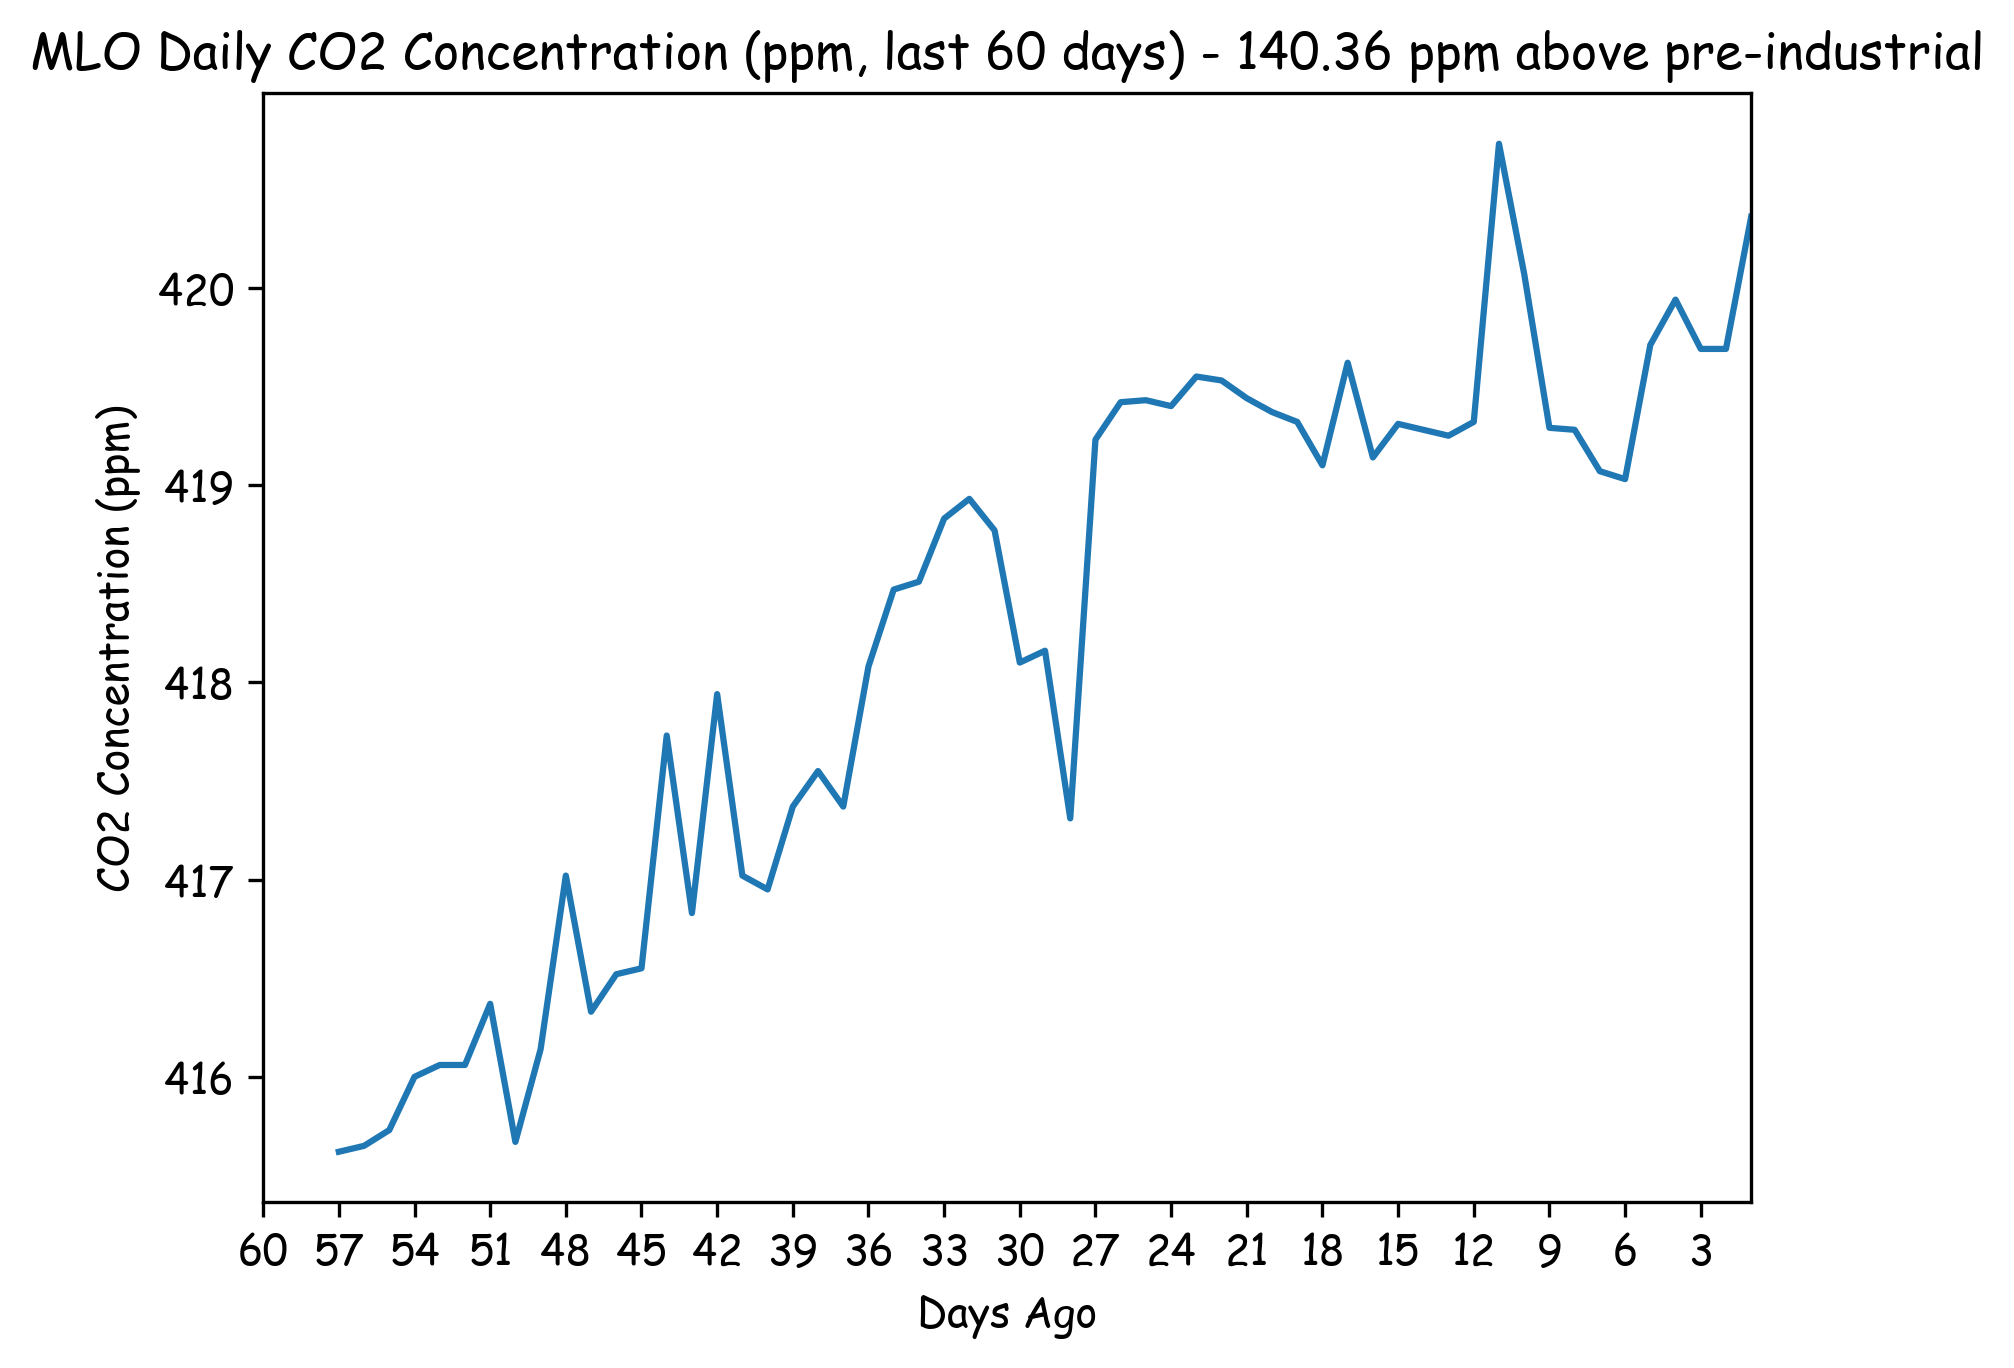 MLO Daily CO2 Concentration (ppm, last 60 days) - 140.36 ppm above pre-industrial
CO2 Concentration (ppm)
420
419
418
417
416
60 57 54 51 48 45 42 39 36 33 30 27 24 21 18 15 12 9 6 3
Days Ago